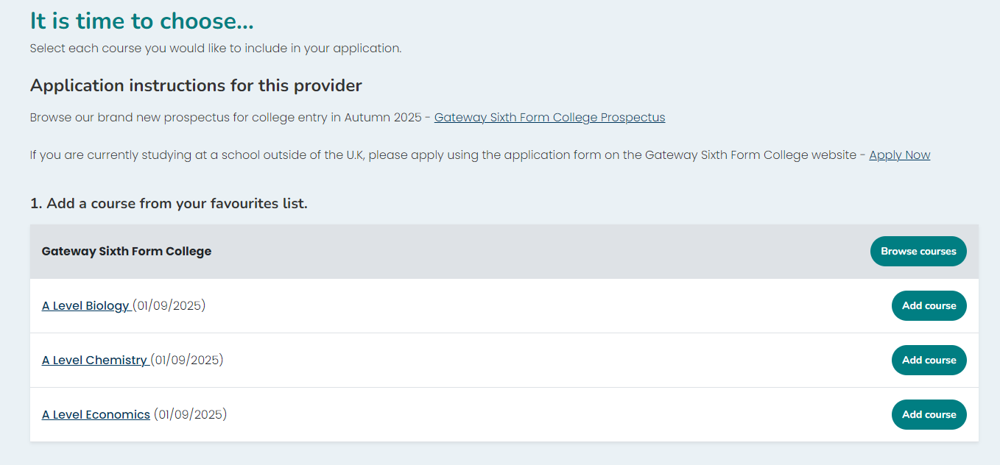 It is time to choose...
Select each course you would like to include in your application.
Application instructions for this provider
Browse our brand new prospectus for college entry in Autumn 2025 - Gateway Sixth Form College Prospectus
If you are currently studying at a school outside of the U.K, please apply using the application form on the Gateway Sixth Form College website - Apply Now
1. Add a course from your favourites list.
Gateway Sixth Form College Browse courses
A Level Biology (01/09/2025) Add course
A Level Chemistry (01/09/2025) Add course
A Level Economics (01/09/2025) Add course